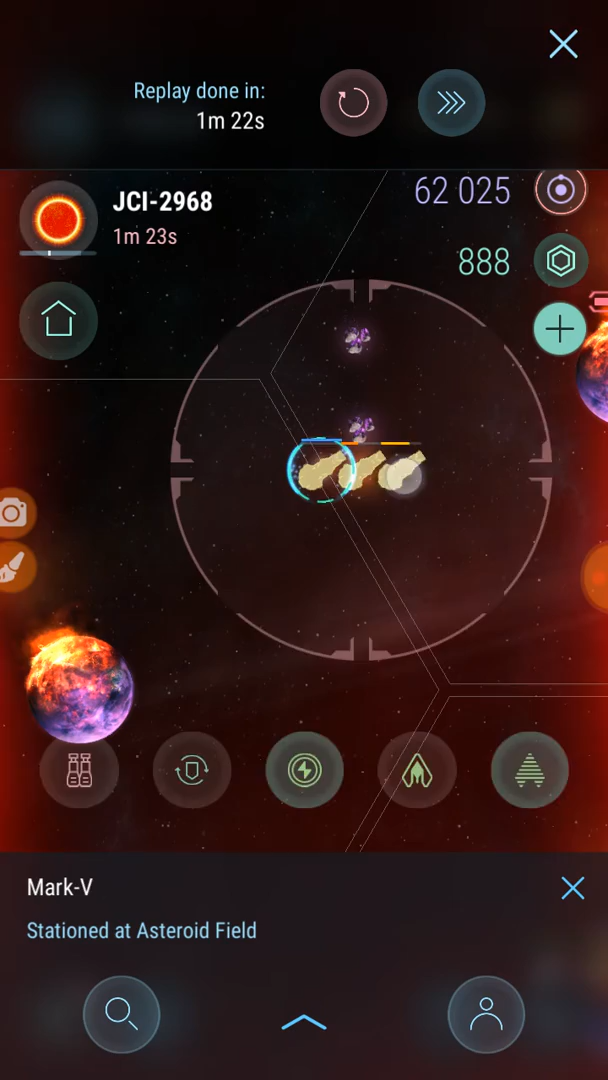 Replay done in:
1m 22s
JCI-2968
1m 23s
62 025
888
Mark-V
Stationed at Asteroid Field